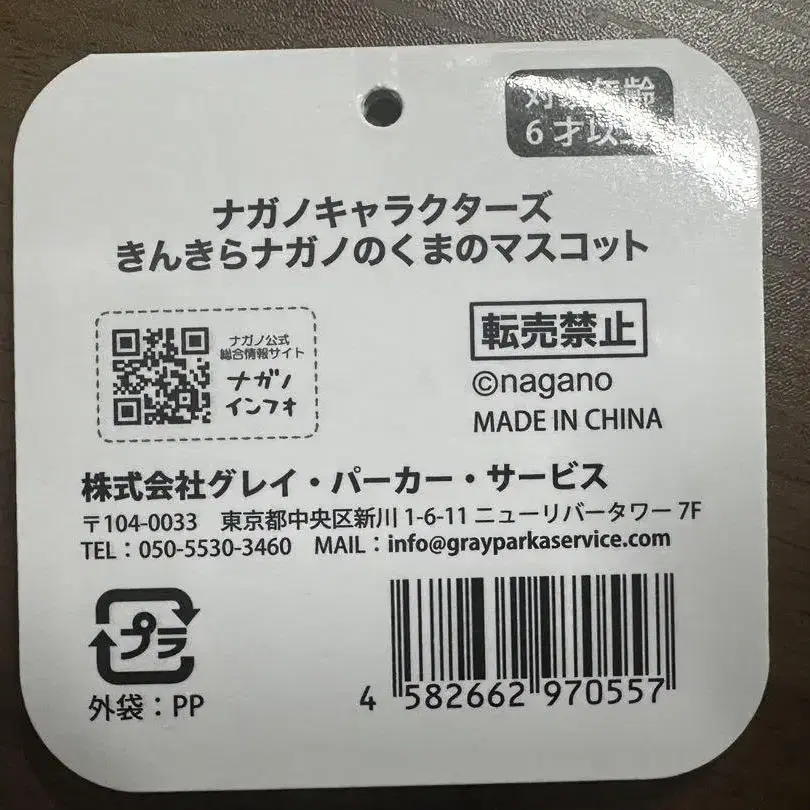 対象年齢
6才以上
ナガノキャラクターズ
きんきらナガノのくまのマスコット
ナガノ公式
総合情報サイト
ナガノ
インフォ
転売禁止
©nagano
MADE IN CHINA
株式会社グレイ・パーカー・サービス
〒104-0033 東京都中央区新川1-6-11 ニューリバータワー 7F
TEL：050-5530-3460 MAIL：info@grayparkaservice.com
プラ
外袋：PP
4 582662 970557